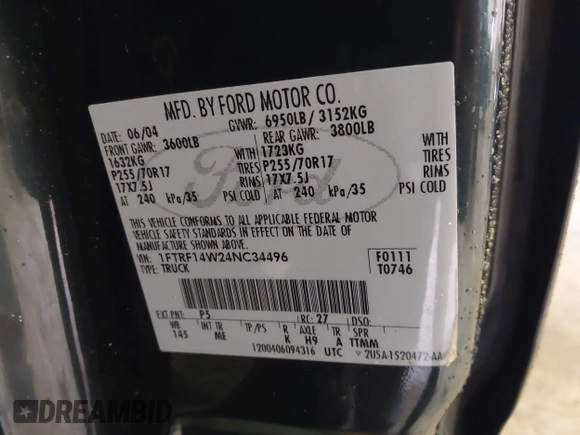 MFD. BY FORD MOTOR CO.
06/04 GVWR: 6950LB/ 3152KG
FRONT GAWR: 3600LB REAR GAWR: 3800LB
1632KG WITH 1723KG WITH
P255/70R17 TIRES P255/70R17 TIRES
17X7.5J RIMS 17X7.5J RIMS
AT 240 kPa/35 PSI COLD AT 240 kPa/35 PSI COLD
THIS VEHICLE CONFORMS TO ALL APPLICABLE FEDERAL MOTOR
VEHICLE SAFETY STANDARDS IN EFFECT ON THE DATE OF
MANUFACTURE SHOWN ABOVE.
VIN: 1FTRF14W24NC34496 F0111
TYPE: TRUCK T0746
EXT PNT: P5 RC: 27 DSO:
WB INT TR TP/PS R AXLE TR SPR
145 ME K H9 A TTMM
1200406094316 UTC 2U5A-1520472-AA
Ford
DREAMBID